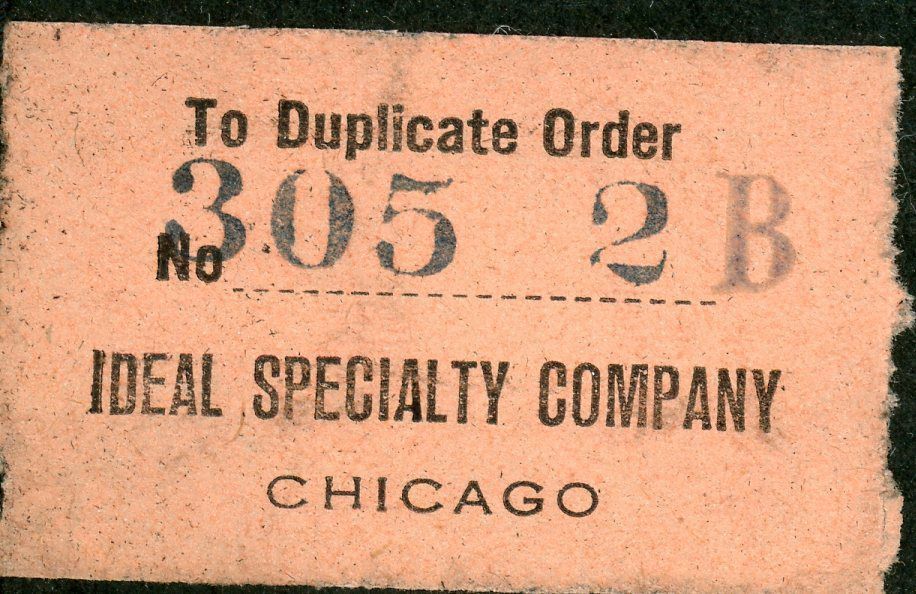 To Duplicate Order
No 305 2 B
IDEAL SPECIALTY COMPANY
CHICAGO